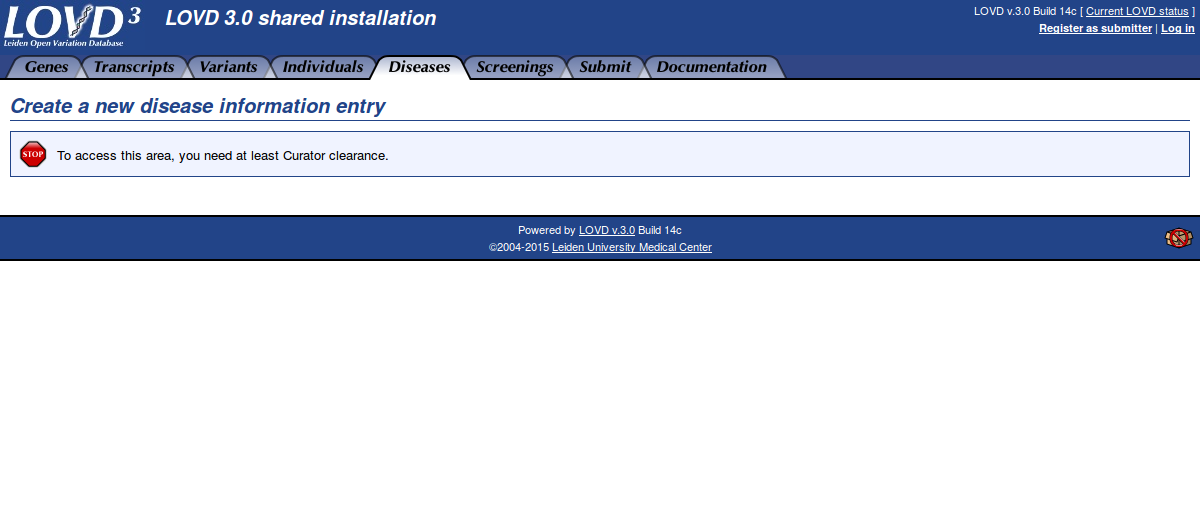 LOVD 3
Leiden Open Variation Database
LOVD 3.0 shared installation
LOVD v.3.0 Build 14c [ Current LOVD status ]
Register as submitter | Log in
Genes Transcripts Variants Individuals Diseases Screenings Submit Documentation
Create a new disease information entry
STOP To access this area, you need at least Curator clearance.
Powered by LOVD v.3.0 Build 14c
©2004-2015 Leiden University Medical Center